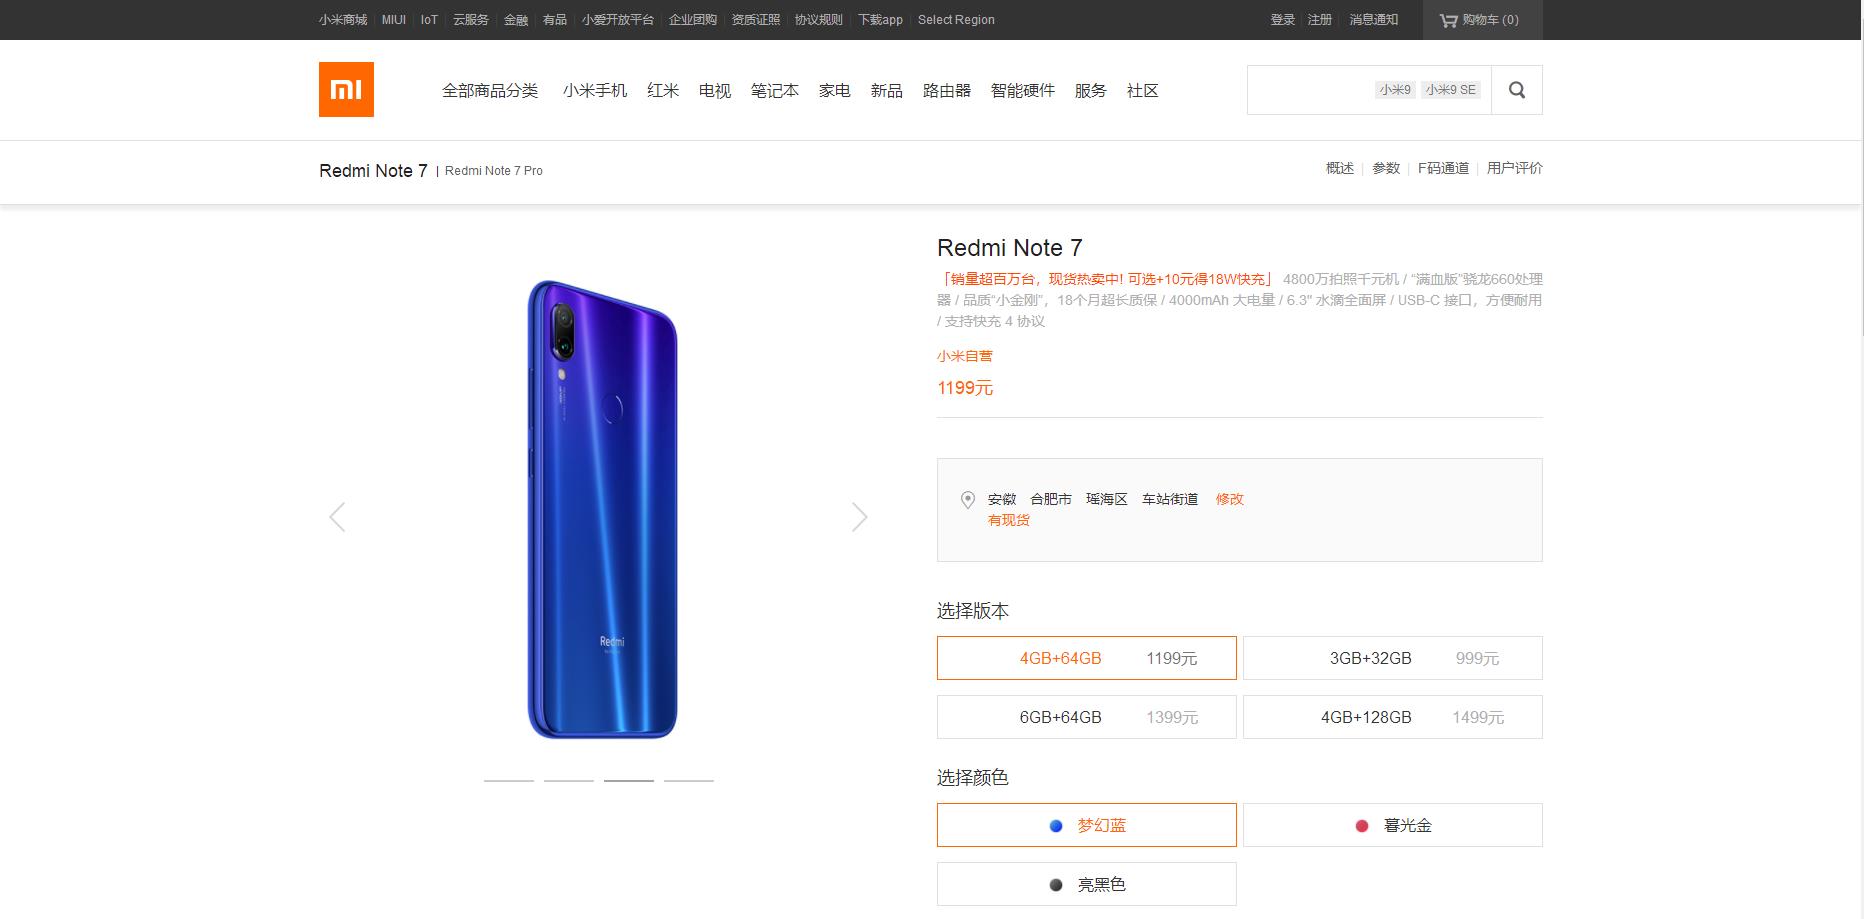 小米商城 MIUI IoT 云服务 金融 有品 小爱开放平台 企业团购 资质证照 协议规则 下载app Select Region 登录 注册 消息通知 购物车 (0)
mi 全部商品分类 小米手机 红米 电视 笔记本 家电 新品 路由器 智能硬件 服务 社区 小米9 小米9 SE
Redmi Note 7 | Redmi Note 7 Pro 概述 | 参数 | F码通道 | 用户评价
Redmi Note 7
「销量超百万台，现货热卖中! 可选+10元得18W快充」 4800万拍照千元机 / “满血版”骁龙660处理
器 / 品质“小金刚”，18个月超长质保 / 4000mAh 大电量 / 6.3" 水滴全面屏 / USB-C 接口，方便耐用
/ 支持快充 4 协议
小米自营
1199元
安徽 合肥市 瑶海区 车站街道 修改
有现货
选择版本
4GB+64GB 1199元 3GB+32GB 999元
6GB+64GB 1399元 4GB+128GB 1499元
选择颜色
梦幻蓝 暮光金
亮黑色
Redmi